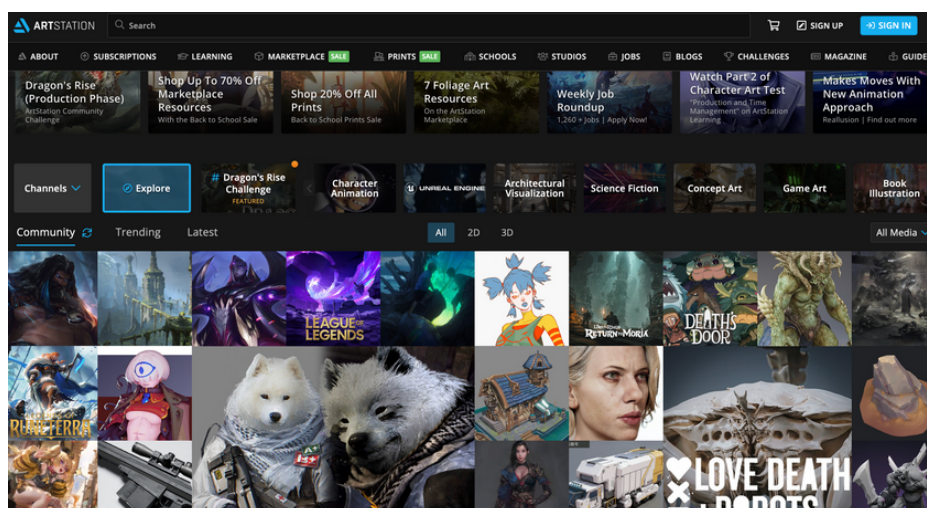 ARTSTATION
Search
SIGN UP
SIGN IN
ABOUT
SUBSCRIPTIONS
LEARNING
MARKETPLACE SALE
PRINTS SALE
SCHOOLS
STUDIOS
JOBS
BLOGS
CHALLENGES
MAGAZINE
GUIDE
Dragon's Rise
(Production Phase)
ArtStation Community
Challenge
Shop Up To 70% Off
Marketplace
Resources
With the Back to School Sale
Shop 20% Off All
Prints
Back to School Prints Sale
7 Foliage Art
Resources
On the ArtStation
Marketplace
Weekly Job
Roundup
1,260+ Jobs | Apply Now!
Watch Part 2 of
Character Art Test
"Production and Time
Management" on ArtStation
Learning
Makes Moves With
New Animation
Approach
Reallusion | Find out more
Channels
Explore
# Dragon's Rise
Challenge
FEATURED
Character
Animation
UNREAL ENGINE
Architectural
Visualization
Science Fiction
Concept Art
Game Art
Book
Illustration
Community
Trending
Latest
All
2D
3D
All Media
LEAGUE OF
LEGENDS
RETURN TO MORIA
DEATH'S
DOOR
RUNETERRA
LOVE DEATH
+ ROBOTS